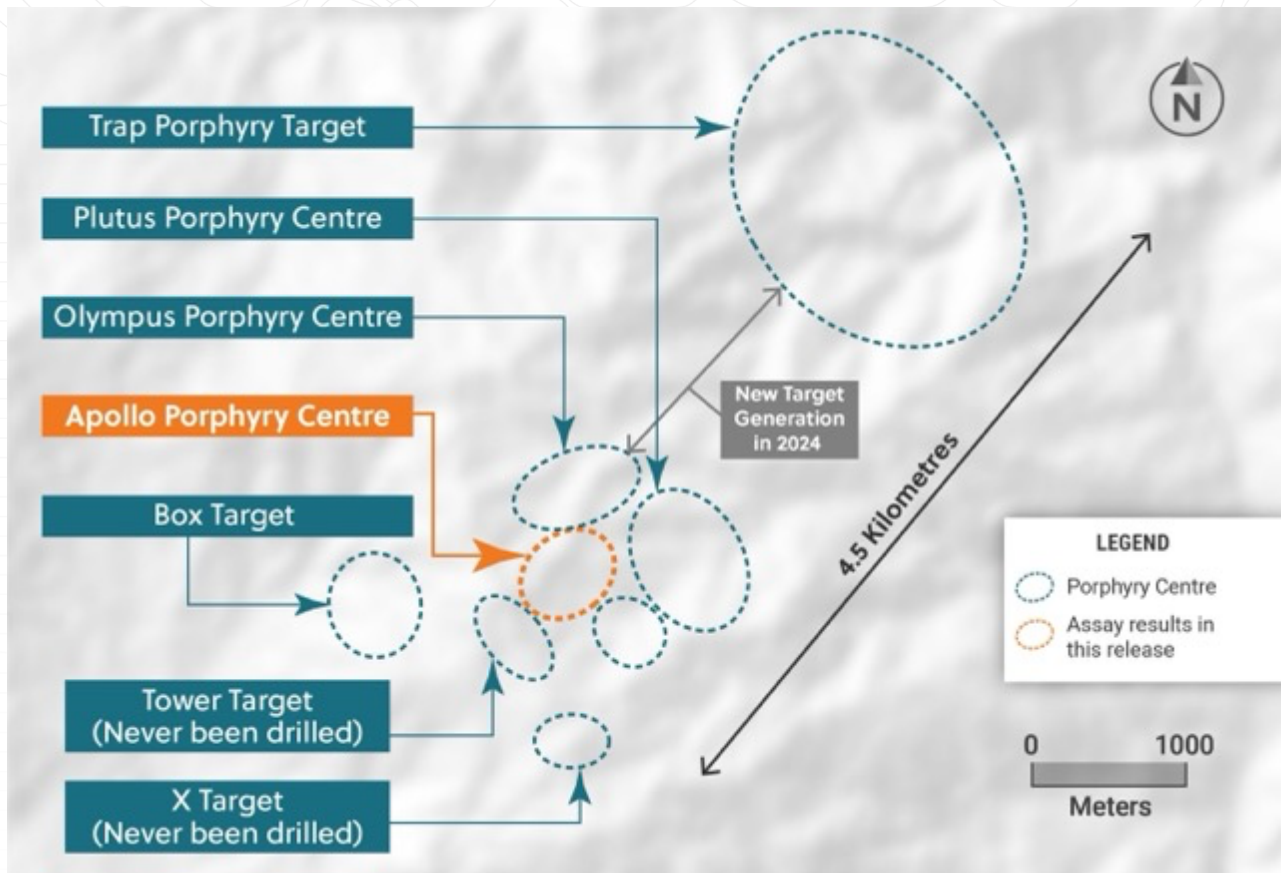 Trap Porphyry Target
Plutus Porphyry Centre
Olympus Porphyry Centre
Apollo Porphyry Centre
Box Target
Tower Target
(Never been drilled)
X Target
(Never been drilled)
N
New Target
Generation
in 2024
4.5 Kilometres
LEGEND
Porphyry Centre
Assay results in
this release
0 1000
Meters